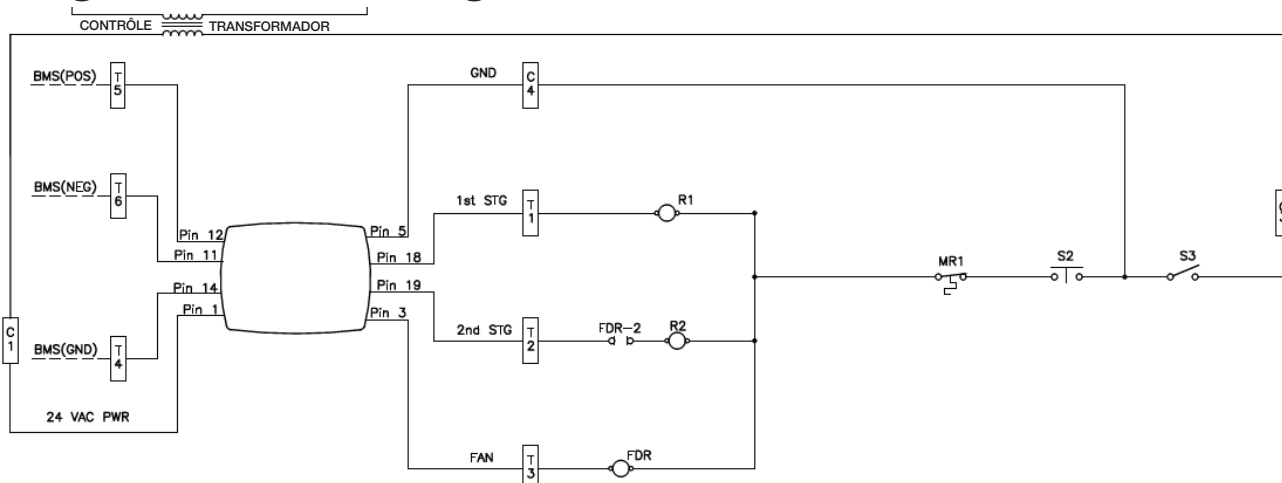 CONTRÔLE TRANSFORMADOR
BMS(POS)
T
5
GND
C
4
BMS(NEG)
T
6
1st STG
T
1
R1
Pin 12
Pin 11
Pin 14
Pin 1
Pin 5
Pin 18
Pin 19
Pin 3
MR1
S2
S3
C
1
BMS(GND)
T
4
2nd STG
T
2
FDR-2
R2
24 VAC PWR
FAN
T
3
FDR